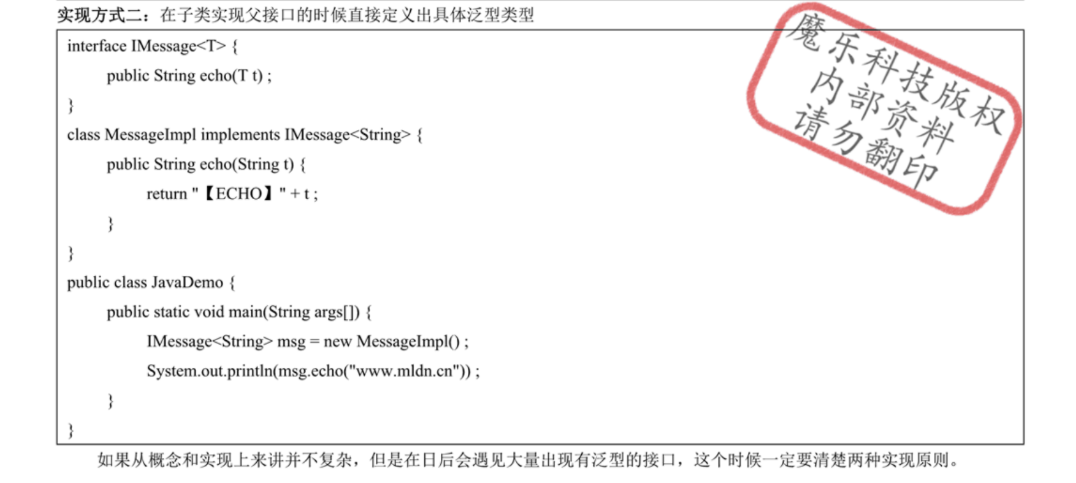 实现方式二：在子类实现父接口的时候直接定义出具体泛型类型
interface IMessage<T> {
public String echo(T t) ;
}
class MessageImpl implements IMessage<String> {
public String echo(String t) {
return "【ECHO】" + t ;
}
}
public class JavaDemo {
public static void main(String args[]) {
IMessage<String> msg = new MessageImpl() ;
System.out.println(msg.echo("www.mldn.cn")) ;
}
}
如果从概念和实现上来讲并不复杂，但是在日后会遇见大量出现有泛型的接口，这个时候一定要清楚两种实现原则。
魔乐科技版权
内部资料
请勿翻印